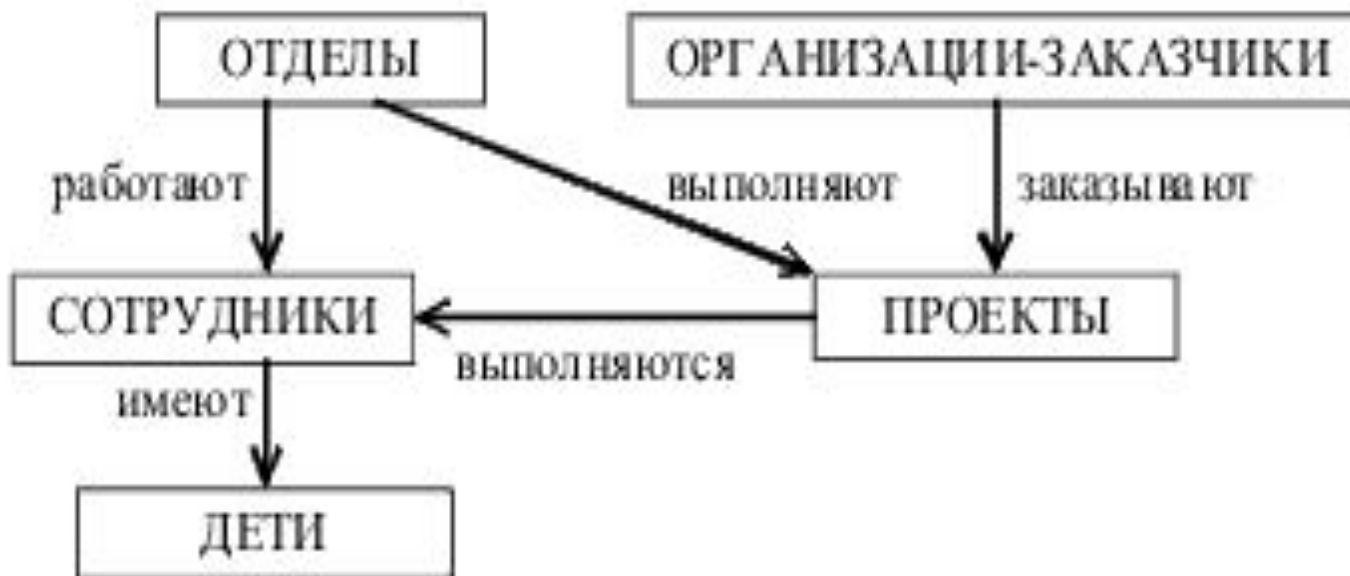 ОТДЕЛЫ
ОРГАНИЗАЦИИ-ЗАКАЗЧИКИ
работают
выполняют
заказывают
СОТРУДНИКИ
ПРОЕКТЫ
выполняются
имеют
ДЕТИ